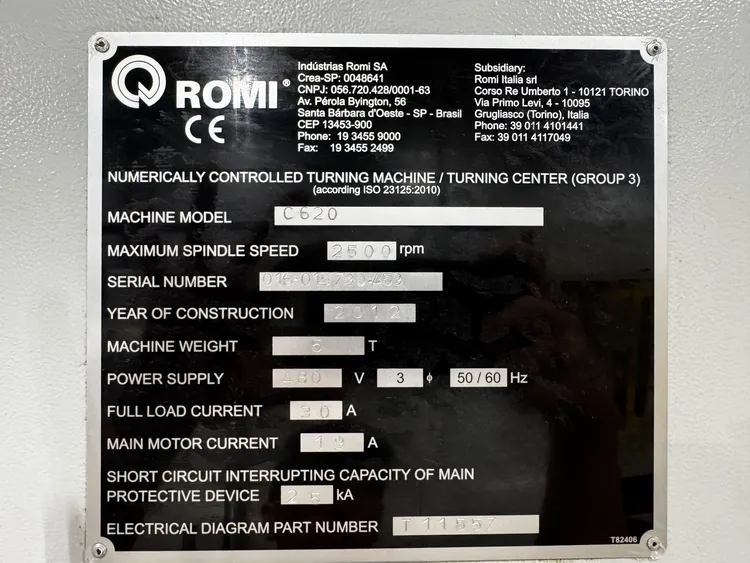 ROMI®
CE
Indústrias Romi SA
Crea-SP: 0048641
CNPJ: 056.720.428/0001-63
Av. Pérola Byington, 56
Santa Bárbara d'Oeste - SP - Brasil
CEP 13453-900
Phone: 19 3455 9000
Fax: 19 3455 2499
Subsidiary:
Romi Italia srl
Corso Re Umberto 1 - 10121 TORINO
Via Primo Levi, 4 - 10095
Grugliasco (Torino), Italia
Phone: 39 011 4101441
Fax: 39 011 4117049
NUMERICALLY CONTROLLED TURNING MACHINE / TURNING CENTER (GROUP 3)
(according ISO 23125:2010)
MACHINE MODEL C620
MAXIMUM SPINDLE SPEED 2500 rpm
SERIAL NUMBER
YEAR OF CONSTRUCTION 2012
MACHINE WEIGHT 5 T
POWER SUPPLY 480 V 3 ϕ 50 / 60 Hz
FULL LOAD CURRENT 30 A
MAIN MOTOR CURRENT 19 A
SHORT CIRCUIT INTERRUPTING CAPACITY OF MAIN
PROTECTIVE DEVICE 25 kA
ELECTRICAL DIAGRAM PART NUMBER T11557
T82406